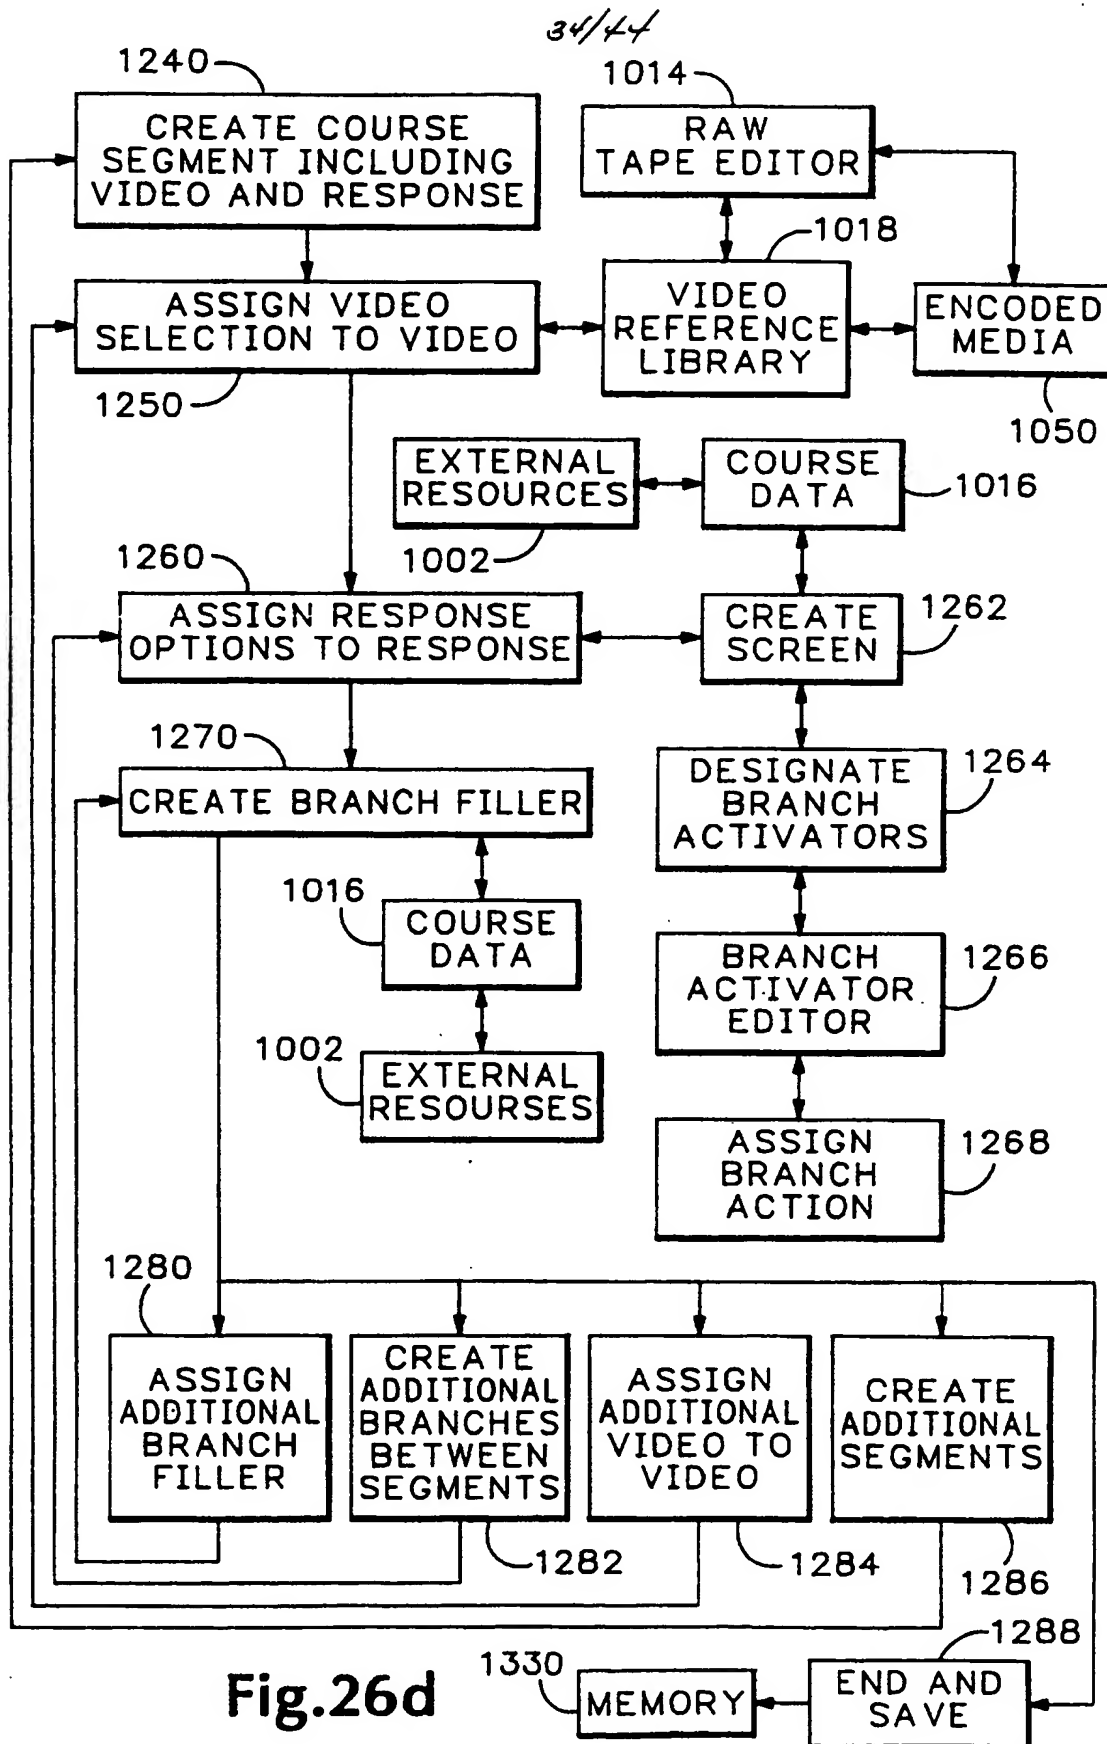 34/44
1240
CREATE COURSE
SEGMENT INCLUDING
VIDEO AND RESPONSE
1014
RAW
TAPE EDITOR
1018
ASSIGN VIDEO
SELECTION TO VIDEO
1250
VIDEO
REFERENCE
LIBRARY
ENCODED
MEDIA
1050
EXTERNAL
RESOURCES
1002
COURSE
DATA
1016
1260
ASSIGN RESPONSE
OPTIONS TO RESPONSE
CREATE
SCREEN
1262
1270
CREATE BRANCH FILLER
DESIGNATE
BRANCH
ACTIVATORS
1264
1016
COURSE
DATA
BRANCH
ACTIVATOR
EDITOR
1266
1002
EXTERNAL
RESOURSES
ASSIGN
BRANCH
ACTION
1268
1280
ASSIGN
ADDITIONAL
BRANCH
FILLER
CREATE
ADDITIONAL
BRANCHES
BETWEEN
SEGMENTS
1282
ASSIGN
ADDITIONAL
VIDEO TO
VIDEO
1284
CREATE
ADDITIONAL
SEGMENTS
1286
1288
END AND
SAVE
1330
MEMORY
Fig.26d